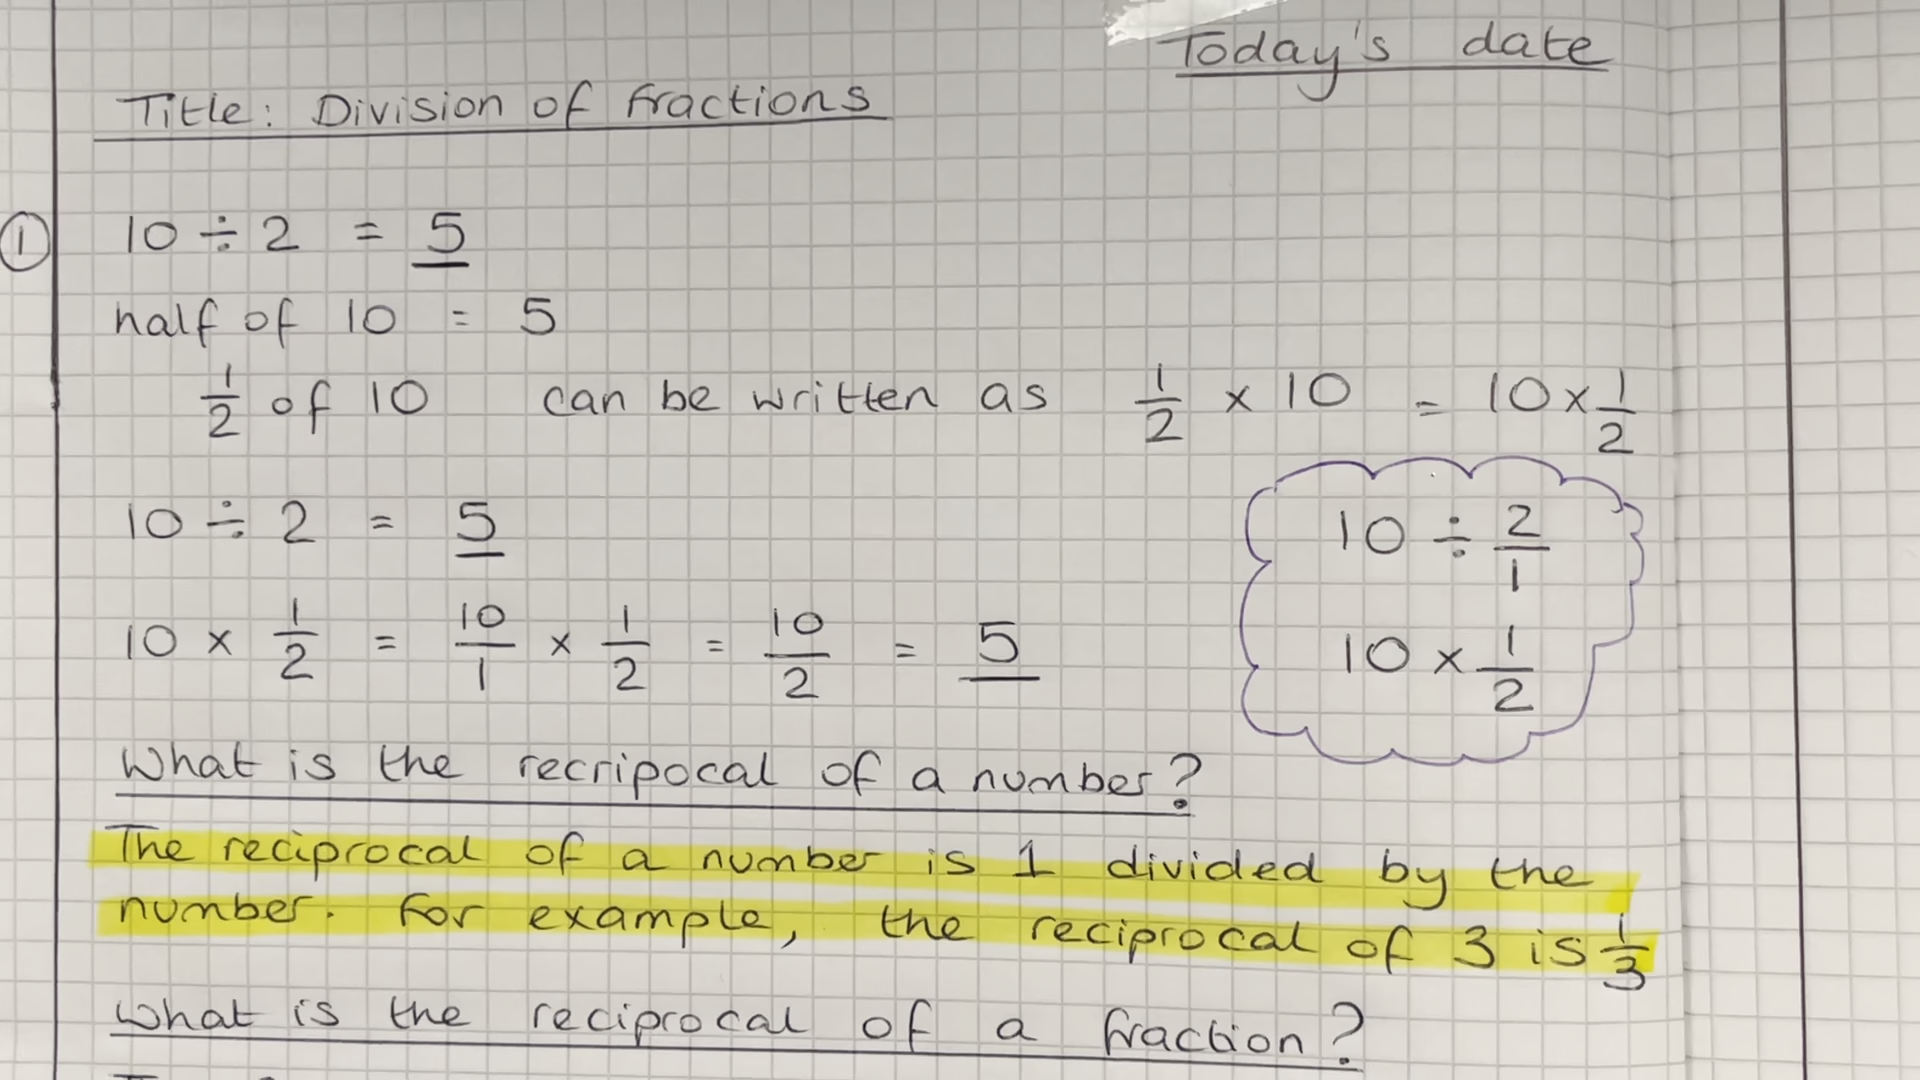 Today's date
Title: Division of fractions
① 10 ÷ 2 = 5
half of 10 = 5
1/2 of 10 can be written as 1/2 × 10 = 10 × 1/2
10 ÷ 2 = 5
10 ÷ 2/1
10 × 1/2 = 10/1 × 1/2 = 10/2 = 5
10 × 1/2
What is the recripocal of a number?
The reciprocal of a number is 1 divided by the
number. For example, the reciprocal of 3 is 1/3
What is the reciprocal of a fraction?